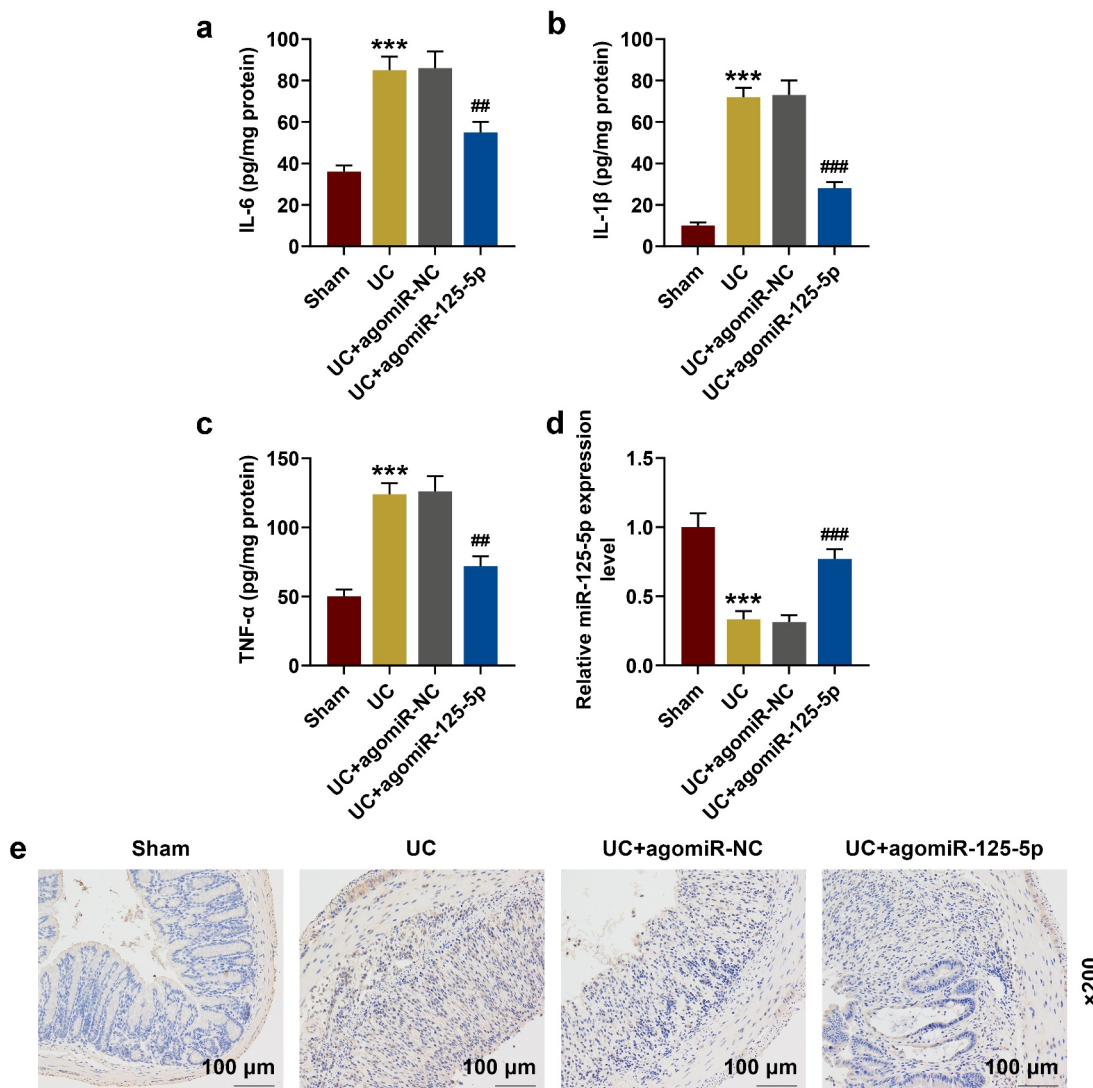 a
IL-6 (pg/mg protein)
100
80
60
40
20
0
***
##
Sham
UC
UC+agomiR-NC
UC+agomiR-125-5p
b
IL-1β (pg/mg protein)
100
80
60
40
20
0
***
###
Sham
UC
UC+agomiR-NC
UC+agomiR-125-5p
c
TNF-α (pg/mg protein)
150
100
50
0
***
##
Sham
UC
UC+agomiR-NC
UC+agomiR-125-5p
d
Relative miR-125-5p expression
level
1.5
1.0
0.5
0.0
***
###
Sham
UC
UC+agomiR-NC
UC+agomiR-125-5p
e
Sham
UC
UC+agomiR-NC
UC+agomiR-125-5p
100 μm
100 μm
100 μm
100 μm
×200